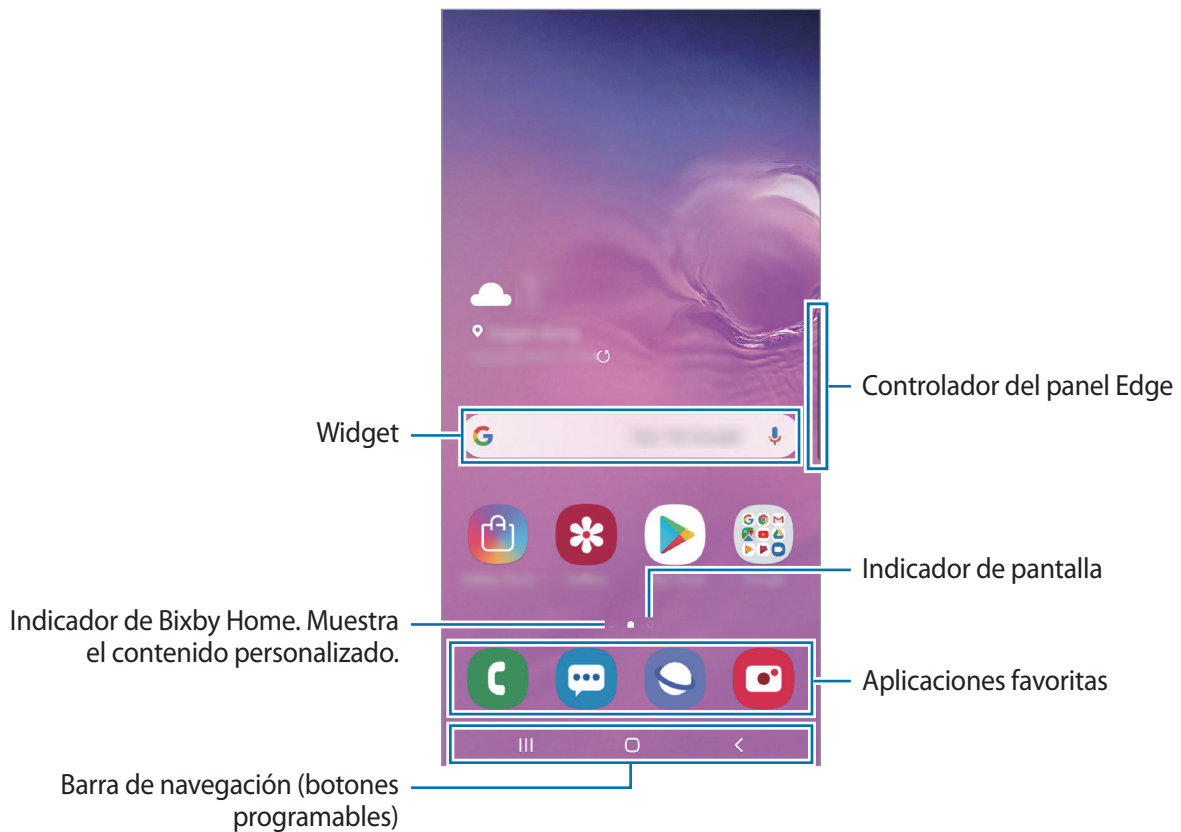 Controlador del panel Edge
Widget
Indicador de pantalla
Indicador de Bixby Home. Muestra
el contenido personalizado.
Aplicaciones favoritas
Barra de navegación (botones
programables)